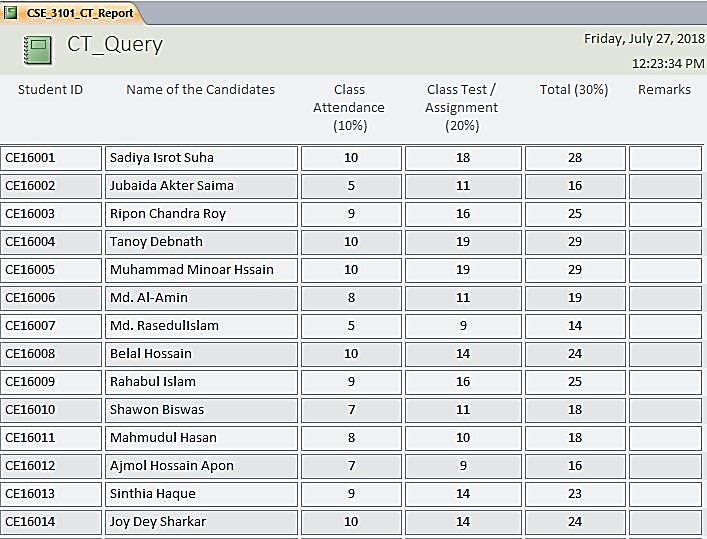 CSE_3101_CT_Report
CT_Query
Friday, July 27, 2018
12:23:34 PM
Student ID Name of the Candidates Class Attendance (10%) Class Test / Assignment (20%) Total (30%) Remarks
CE16001 Sadiya Isrot Suha 10 18 28
CE16002 Jubaida Akter Saima 5 11 16
CE16003 Ripon Chandra Roy 9 16 25
CE16004 Tanoy Debnath 10 19 29
CE16005 Muhammad Minoar Hssain 10 19 29
CE16006 Md. Al-Amin 8 11 19
CE16007 Md. RasedulIslam 5 9 14
CE16008 Belal Hossain 10 14 24
CE16009 Rahabul Islam 9 16 25
CE16010 Shawon Biswas 7 11 18
CE16011 Mahmudul Hasan 8 10 18
CE16012 Ajmol Hossain Apon 7 9 16
CE16013 Sinthia Haque 9 14 23
CE16014 Joy Dey Sharkar 10 14 24